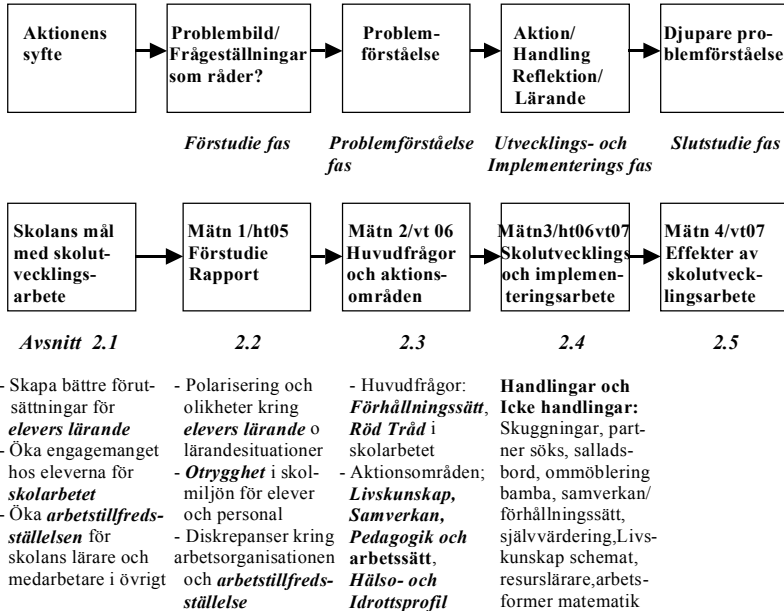 Aktionens
syfte
Problembild/
Frågeställningar
som råder?
Problem-
förståelse
Aktion/
Handling
Reflektion/
Lärande
Djupare pro-
blemförståelse
Förstudie fas
Problemförståelse
fas
Utvecklings- och
Implementerings fas
Slutstudie fas
Skolans mål
med skolut-
vecklings-
arbete
Mätn 1/ht05
Förstudie
Rapport
Mätn 2/vt 06
Huvudfrågor
och aktions-
områden
Mätn3/ht06vt07
Skolutvecklings
och implemen-
teringsarbete
Mätn 4/vt07
Effekter av
skolutveck-
lingsarbete
Avsnitt 2.1
2.2
2.3
2.4
2.5
- Skapa bättre förut-
sättningar för
elevers lärande
- Öka engagemanget
hos eleverna för
skolarbetet
- Öka arbetstillfreds-
ställelsen för
skolans lärare och
medarbetare i övrigt
- Polarisering och
olikheter kring
elevers lärande o
lärandesituationer
- Otrygghet i skol-
miljön för elever
och personal
- Diskrepanser kring
arbetsorganisationen
och arbetstillfreds-
ställelse
- Huvudfrågor:
Förhållningssätt,
Röd Tråd i
skolarbetet
- Aktionsområden;
Livskunskap,
Samverkan,
Pedagogik och
arbetssätt,
Hälso- och
Idrottsprofil
Handlingar och
Icke handlingar:
Skuggningar, part-
ner söks, sallads-
bord, ommöblering
bamba, samverkan/
förhållningssätt,
självvärdering,Livs-
kunskap schemat,
resurslärare,arbets-
former matematik